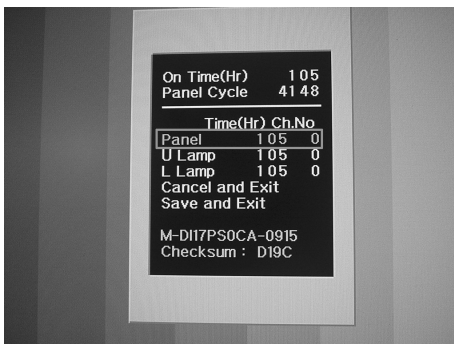 On Time(Hr) 105
Panel Cycle 4148
Time(Hr) Ch.No
Panel 105 0
U Lamp 105 0
L Lamp 105 0
Cancel and Exit
Save and Exit
M-DI17PS0CA-0915
Checksum : D19C